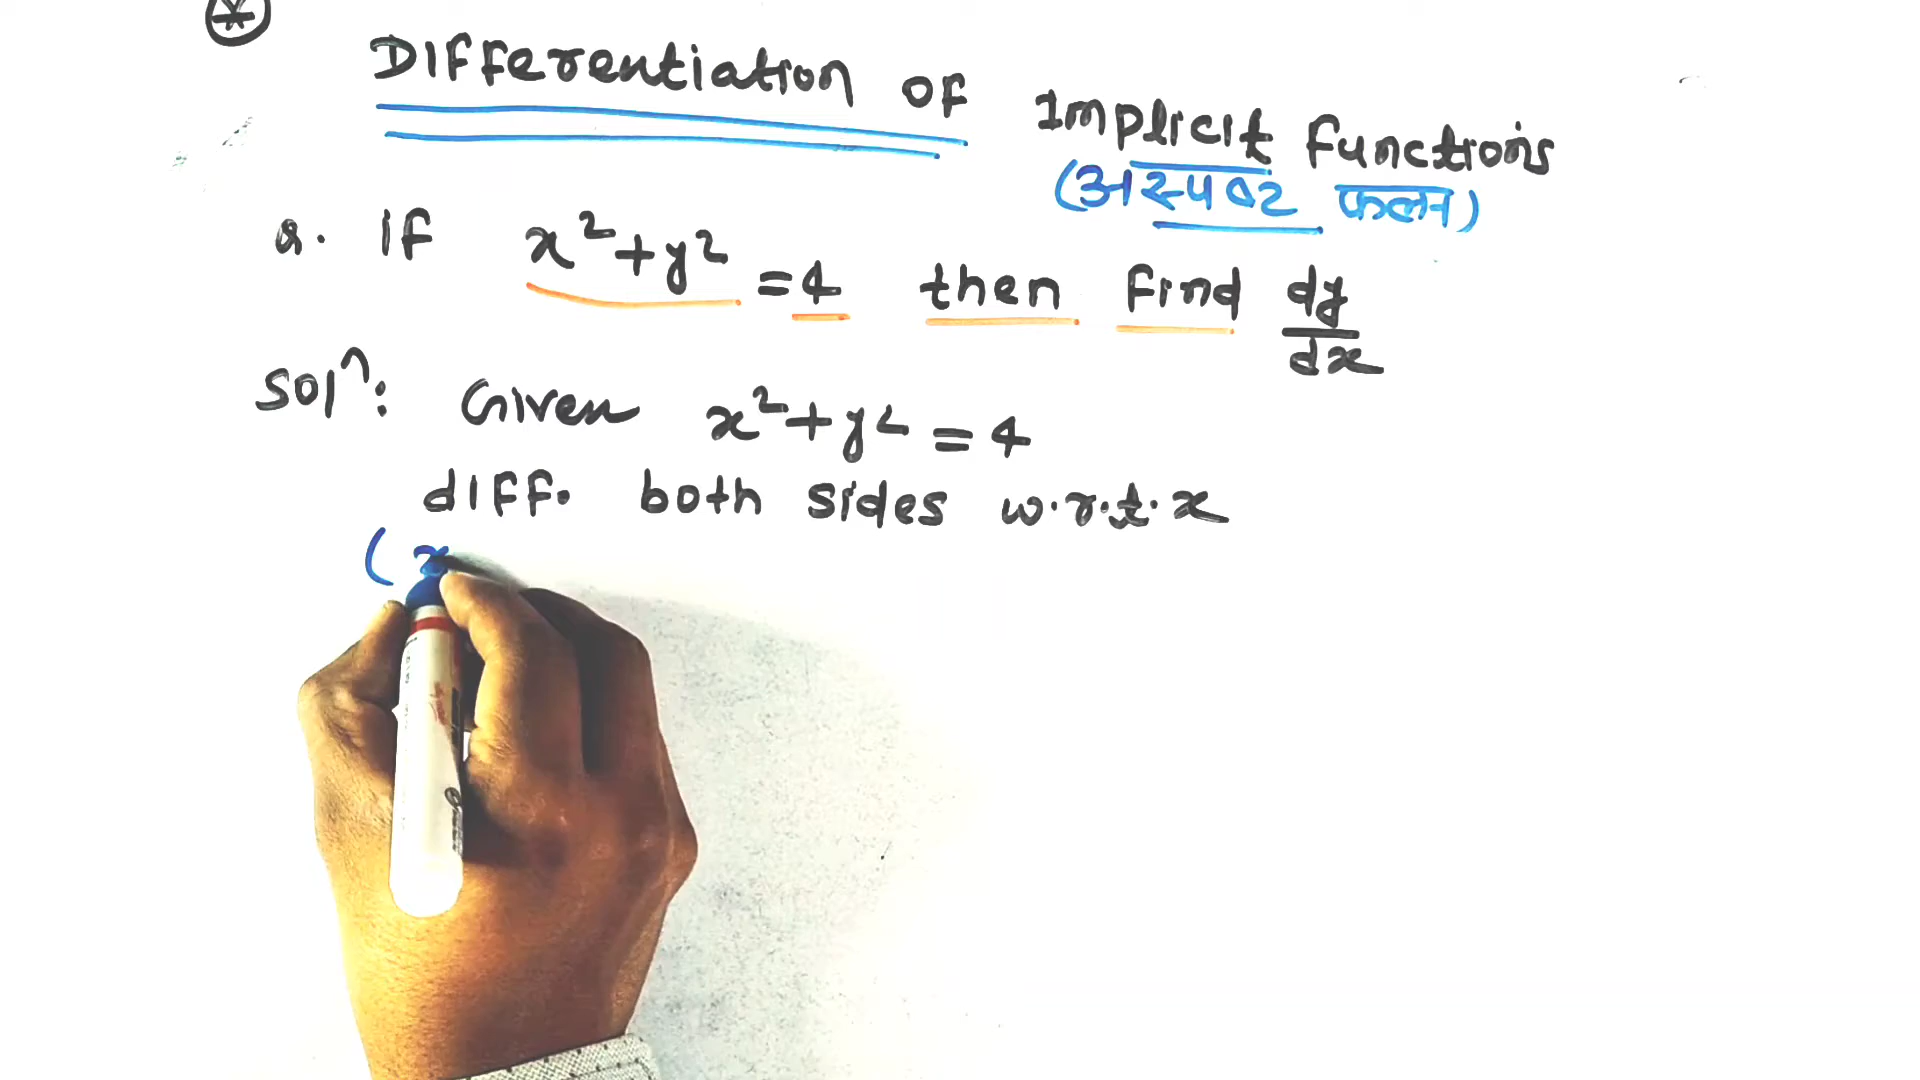 Differentiation of Implicit Functions
(अस्पष्ट फलन)
Q. If x²+y² = 4 then find dy/dx
Solⁿ: Given x²+y² = 4
diff. both sides w.r.t. x
(x